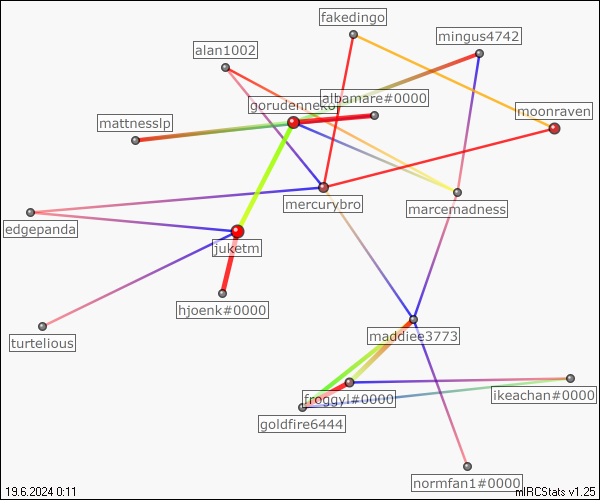 fakedingo
mingus4742
alan1002
albanare#0000
gorudenneko
moonraven
mattnesslp
mercurybro
marcemadness
edgepanda
juketm
hjoenk#0000
turtelious
maddiee3773
ikeachan#0000
froggyl#0000
goldfire6444
normfan1#0000
19.6.2024 0:11
mIRCStats v1.25